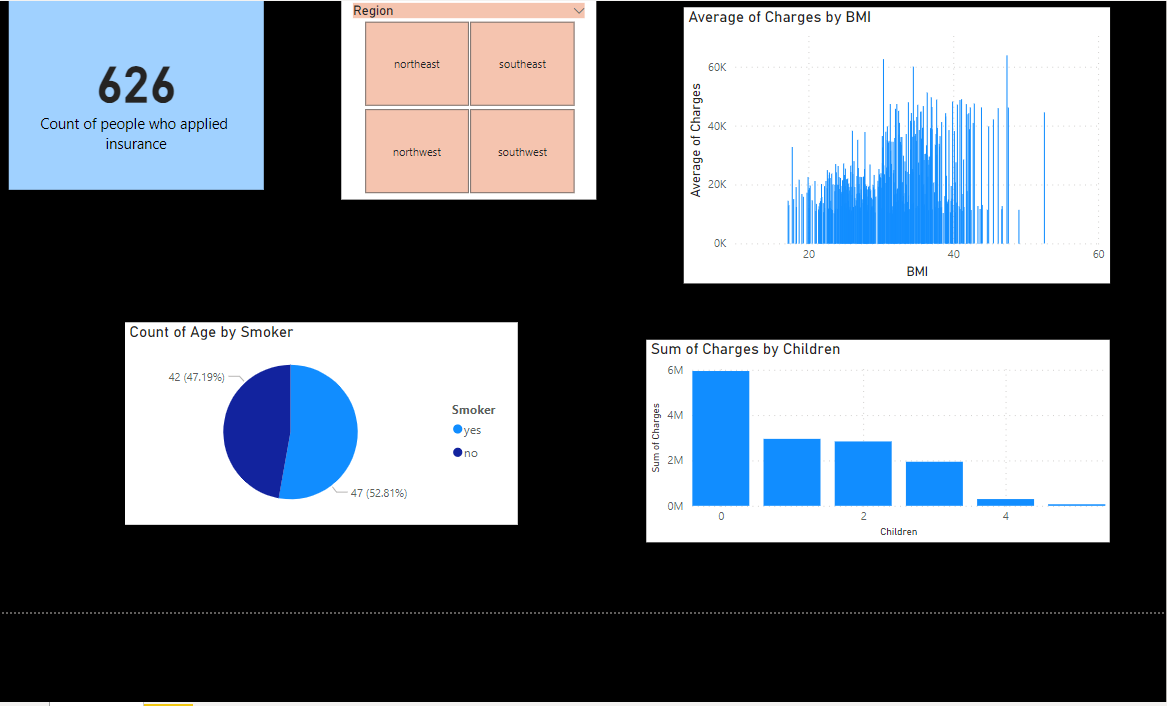 626
Count of people who applied
insurance
Region
northeast
southeast
northwest
southwest
Average of Charges by BMI
Average of Charges
60K
40K
20K
0K
20
40
60
BMI
Count of Age by Smoker
42 (47.19%)
47 (52.81%)
Smoker
yes
no
Sum of Charges by Children
Sum of Charges
6M
4M
2M
0M
0
2
4
Children